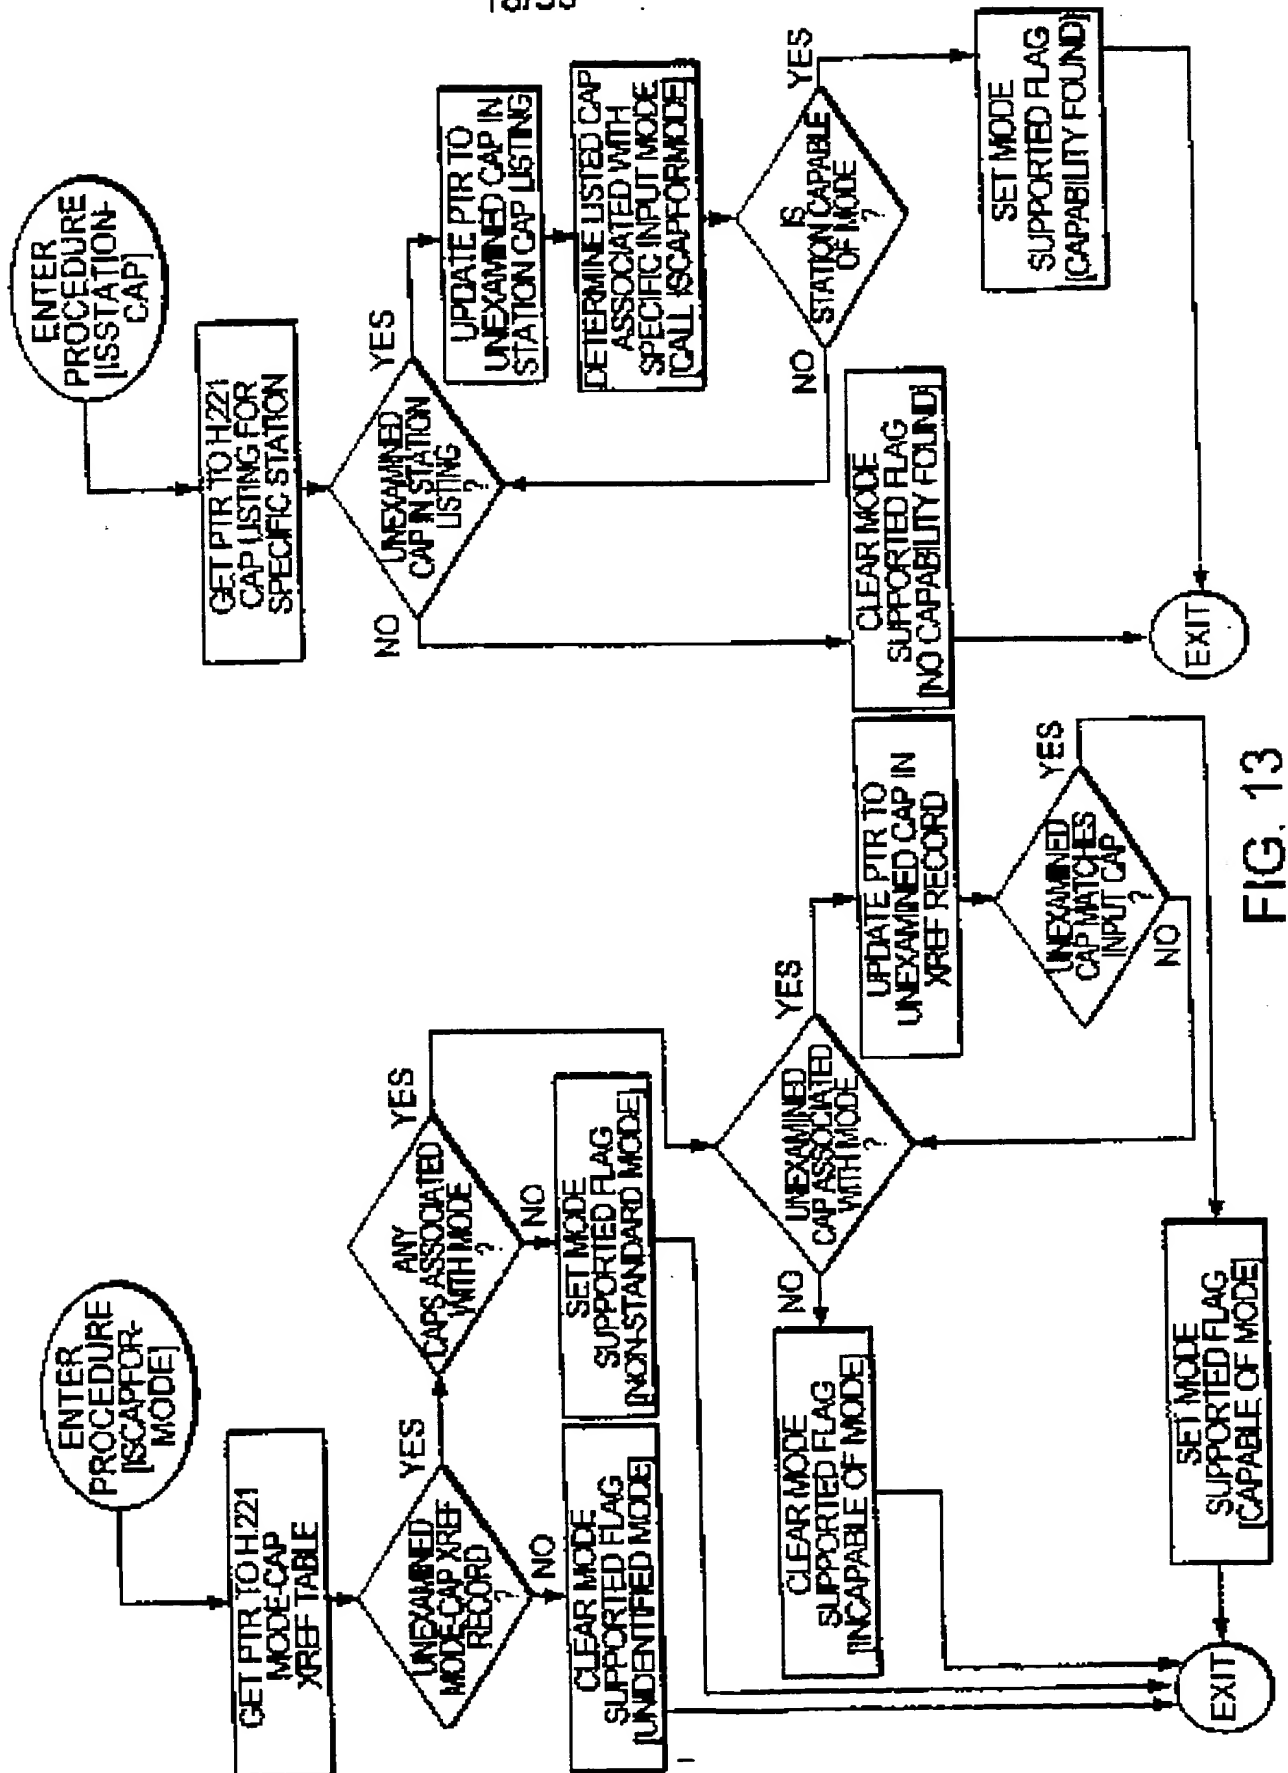 ENTER
PROCEDURE
[ISSTATION-
CAP]
GET PTR TO H.221
CAP LISTING FOR
SPECIFIC STATION
UNEXAMINED
CAP IN STATION
LISTING
?
YES
NO
UPDATE PTR TO
UNEXAMINED CAP IN
STATION CAP LISTING
DETERMINE LISTED CAP
ASSOCIATED WITH
SPECIFIC INPUT MODE
[CALL ISCAPFORMODE]
IS
STATION CAPABLE
OF MODE
?
YES
NO
SET MODE
SUPPORTED FLAG
[CAPABILITY FOUND]
CLEAR MODE
SUPPORTED FLAG
[NO CAPABILITY FOUND]
EXIT
ENTER
PROCEDURE
[ISCAPFOR-
MODE]
GET PTR TO H.221
MODE-CAP
XREF TABLE
UNEXAMINED
MODE-CAP XREF
RECORD
?
YES
NO
CLEAR MODE
SUPPORTED FLAG
[UNIDENTIFIED MODE]
ANY
CAPS ASSOCIATED
WITH MODE
?
YES
NO
SET MODE
SUPPORTED FLAG
[NON-STANDARD MODE]
UNEXAMINED
CAP ASSOCIATED
WITH MODE
?
YES
NO
UPDATE PTR TO
UNEXAMINED CAP IN
XREF RECORD
UNEXAMINED
CAP MATCHES
INPUT CAP
?
YES
NO
CLEAR MODE
SUPPORTED FLAG
[INCAPABLE OF MODE]
SET MODE
SUPPORTED FLAG
[CAPABLE OF MODE]
EXIT
FIG. 13